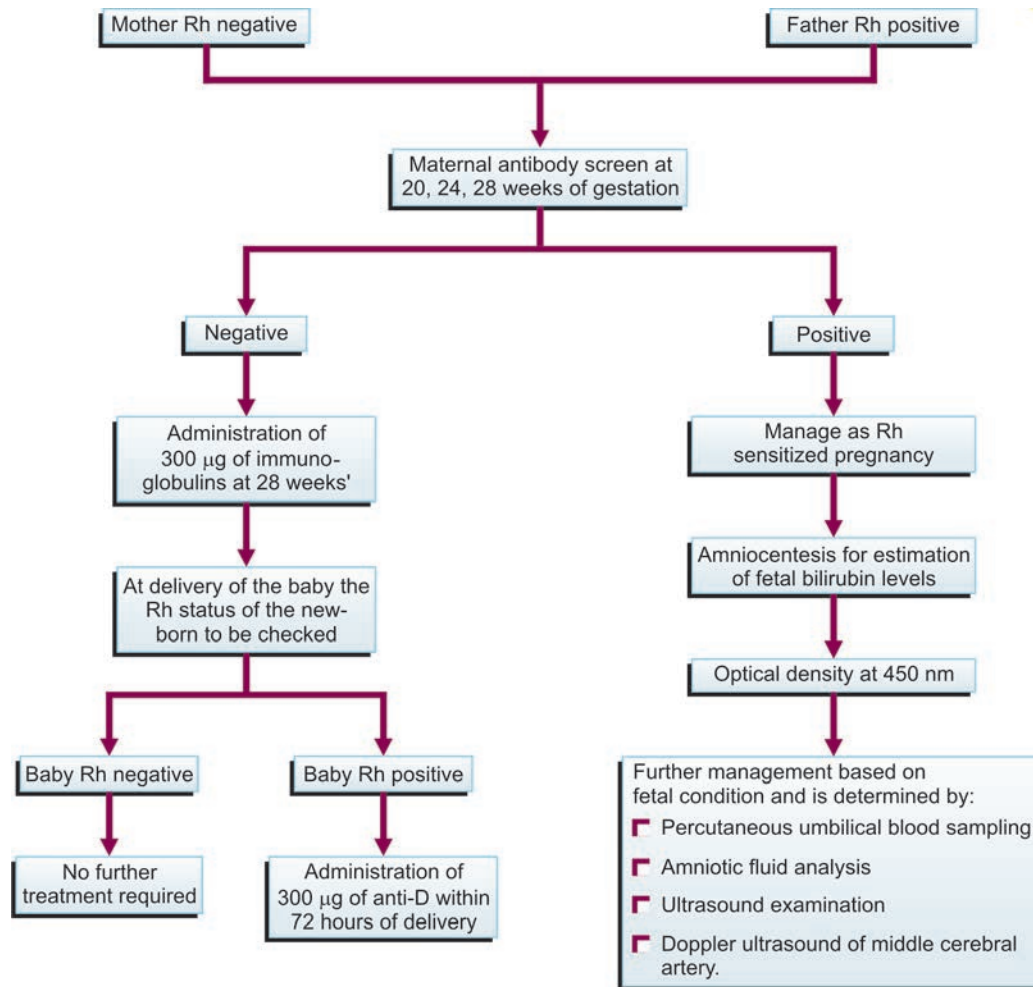 Mother Rh negative
Father Rh positive
Maternal antibody screen at
20, 24, 28 weeks of gestation
Negative
Positive
Administration of
300 μg of immuno-
globulins at 28 weeks'
Manage as Rh
sensitized pregnancy
Amniocentesis for estimation
of fetal bilirubin levels
At delivery of the baby the
Rh status of the new-
born to be checked
Optical density at 450 nm
Baby Rh negative
Baby Rh positive
Further management based on
fetal condition and is determined by:
Percutaneous umbilical blood sampling
Amniotic fluid analysis
Ultrasound examination
Doppler ultrasound of middle cerebral
artery.
No further
treatment required
Administration of
300 μg of anti-D within
72 hours of delivery